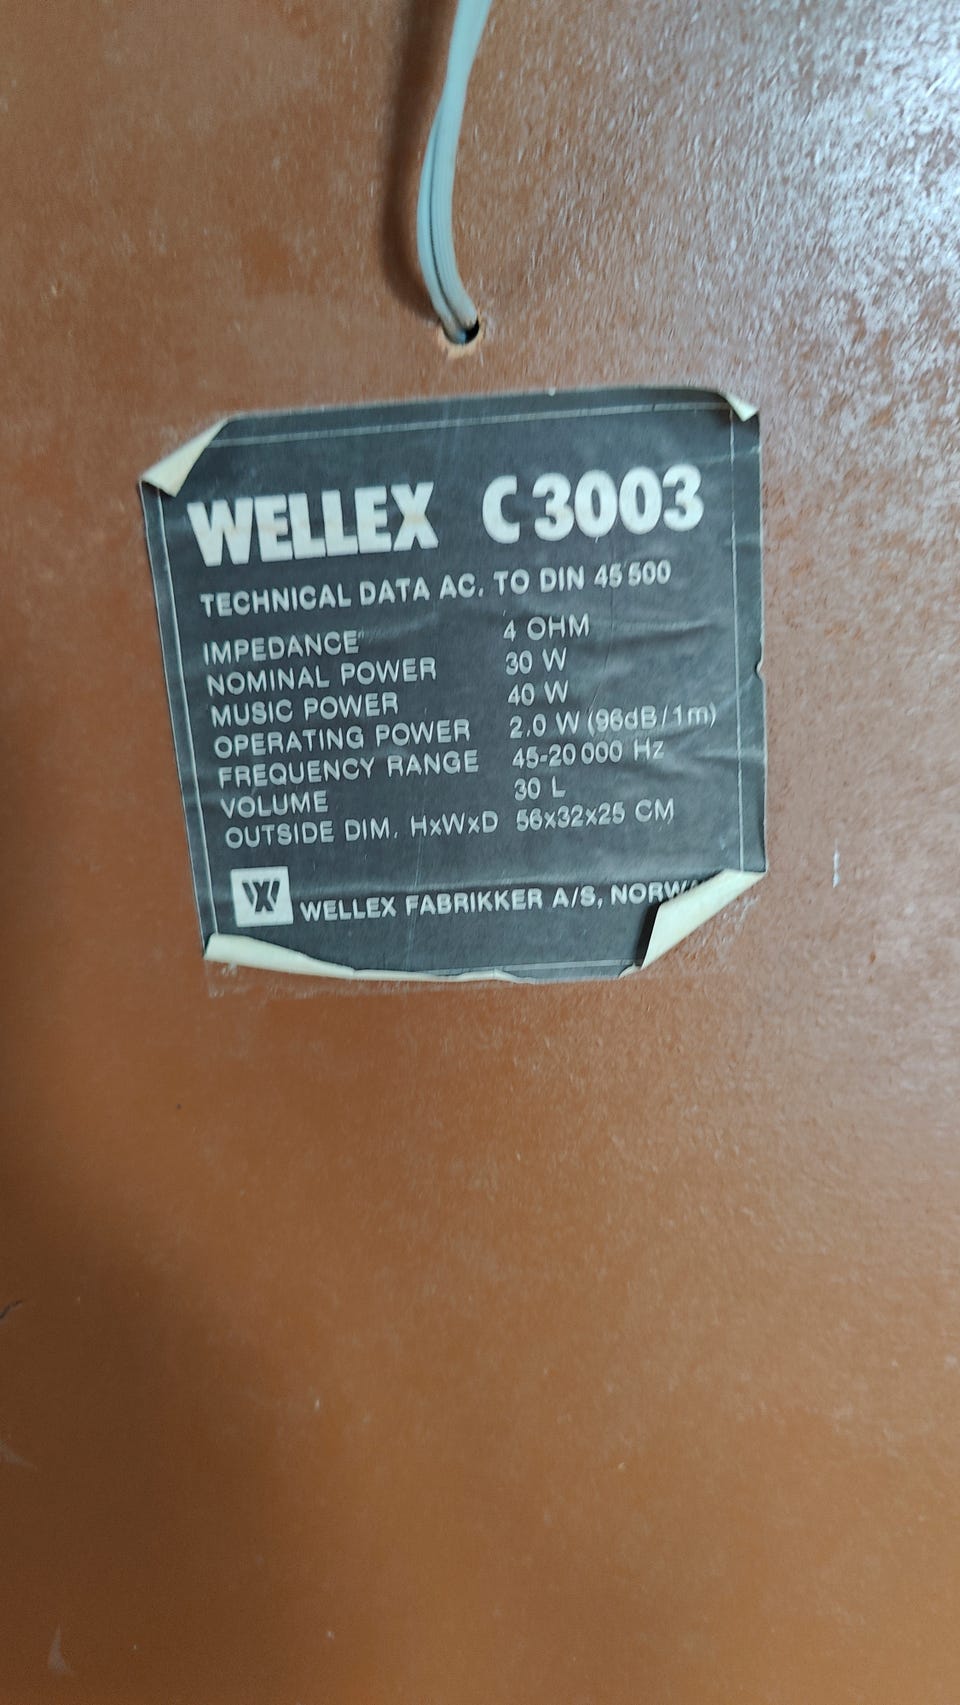 WELLEX C 3003
TECHNICAL DATA AC. TO DIN 45 500
IMPEDANCE 4 OHM
NOMINAL POWER 30 W
MUSIC POWER 40 W
OPERATING POWER 2.0 W (96dB/1m)
FREQUENCY RANGE 45-20 000 Hz
VOLUME 30 L
OUTSIDE DIM. HxWxD 56x32x25 CM
W WELLEX FABRIKKER A/S,